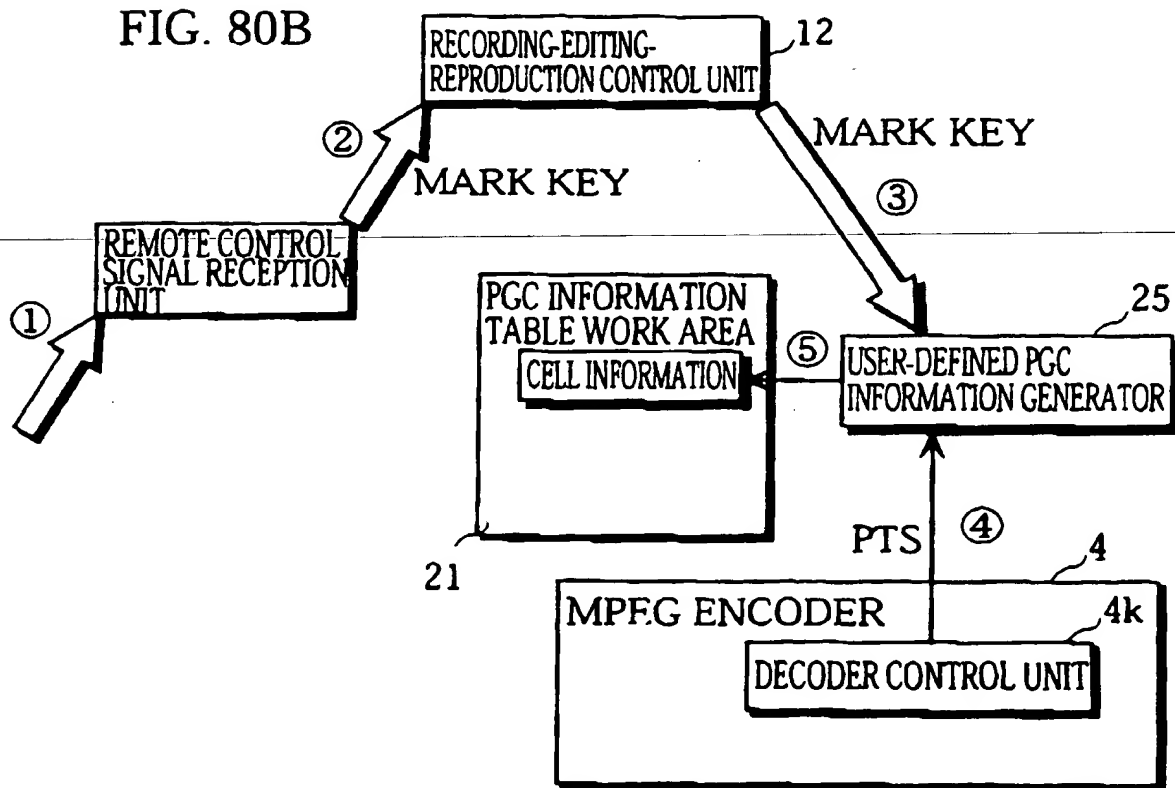 FIG. 80B
RECORDING-EDITING-
REPRODUCTION CONTROL UNIT
12
②
MARK KEY
MARK KEY
③
REMOTE CONTROL
SIGNAL RECEPTION
UNIT
①
PGC INFORMATION
TABLE WORK AREA
CELL INFORMATION
⑤
25
USER-DEFINED PGC
INFORMATION GENERATOR
21
PTS
④
4
MPEG ENCODER
4k
DECODER CONTROL UNIT